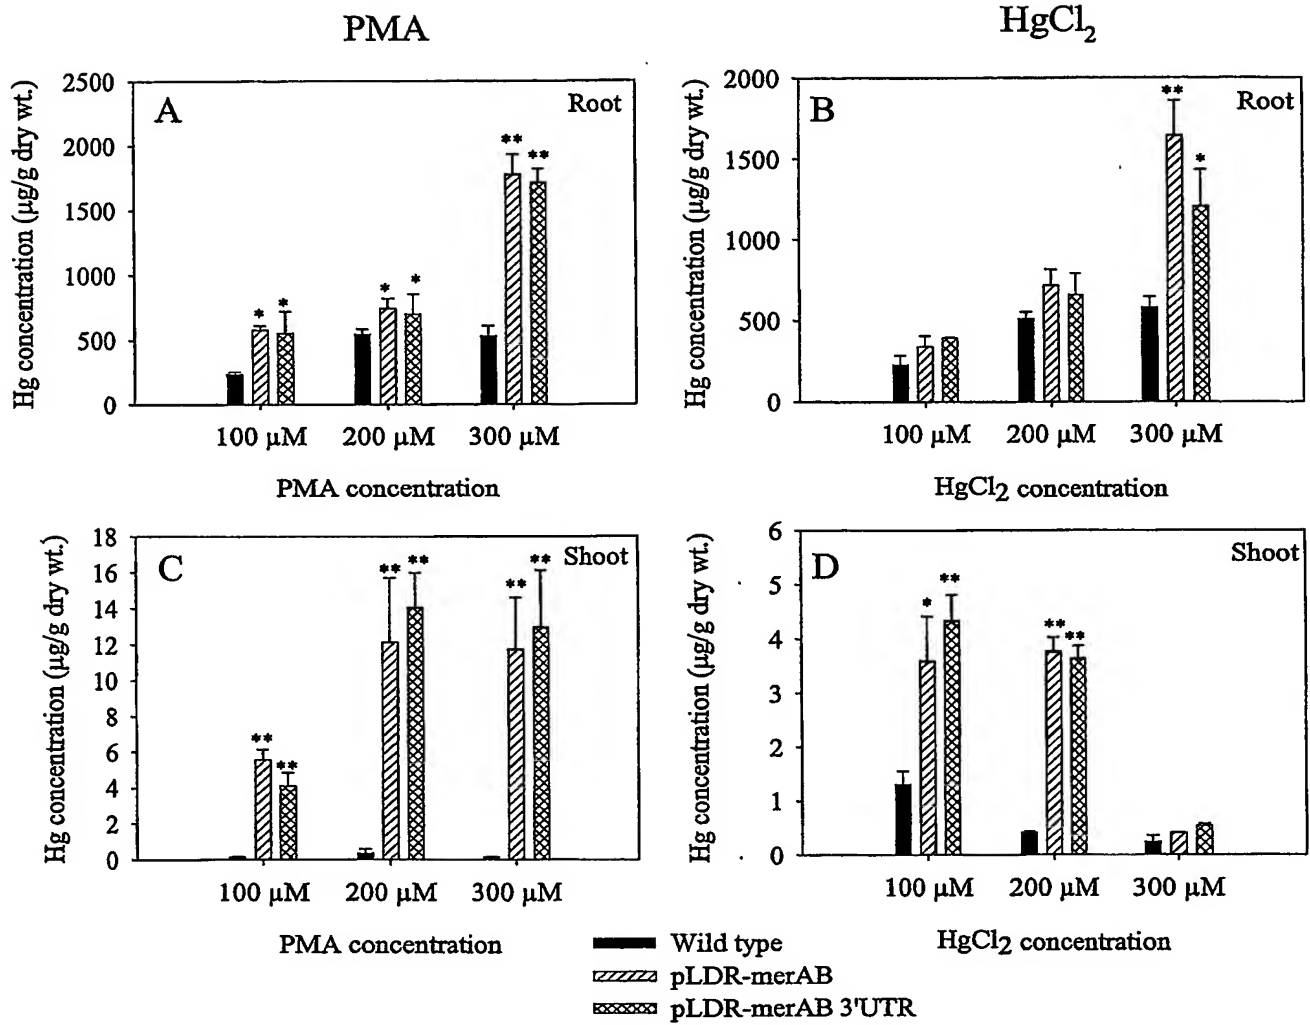 PMA
HgCl2
Hg concentration (µg/g dry wt.)
2500
2000
1500
1000
500
0
A
Root
*
*
*
*
**
**
100 µM 200 µM 300 µM
PMA concentration
Hg concentration (µg/g dry wt.)
2000
1500
1000
500
0
B
Root
**
*
100 µM 200 µM 300 µM
HgCl2 concentration
Hg concentration (µg/g dry wt.)
18
16
14
12
10
8
6
4
2
0
C
Shoot
**
**
**
**
**
**
100 µM 200 µM 300 µM
PMA concentration
Hg concentration (µg/g dry wt.)
6
5
4
3
2
1
0
D
Shoot
*
**
**
**
100 µM 200 µM 300 µM
HgCl2 concentration
Wild type
pLDR-merAB
pLDR-merAB 3'UTR